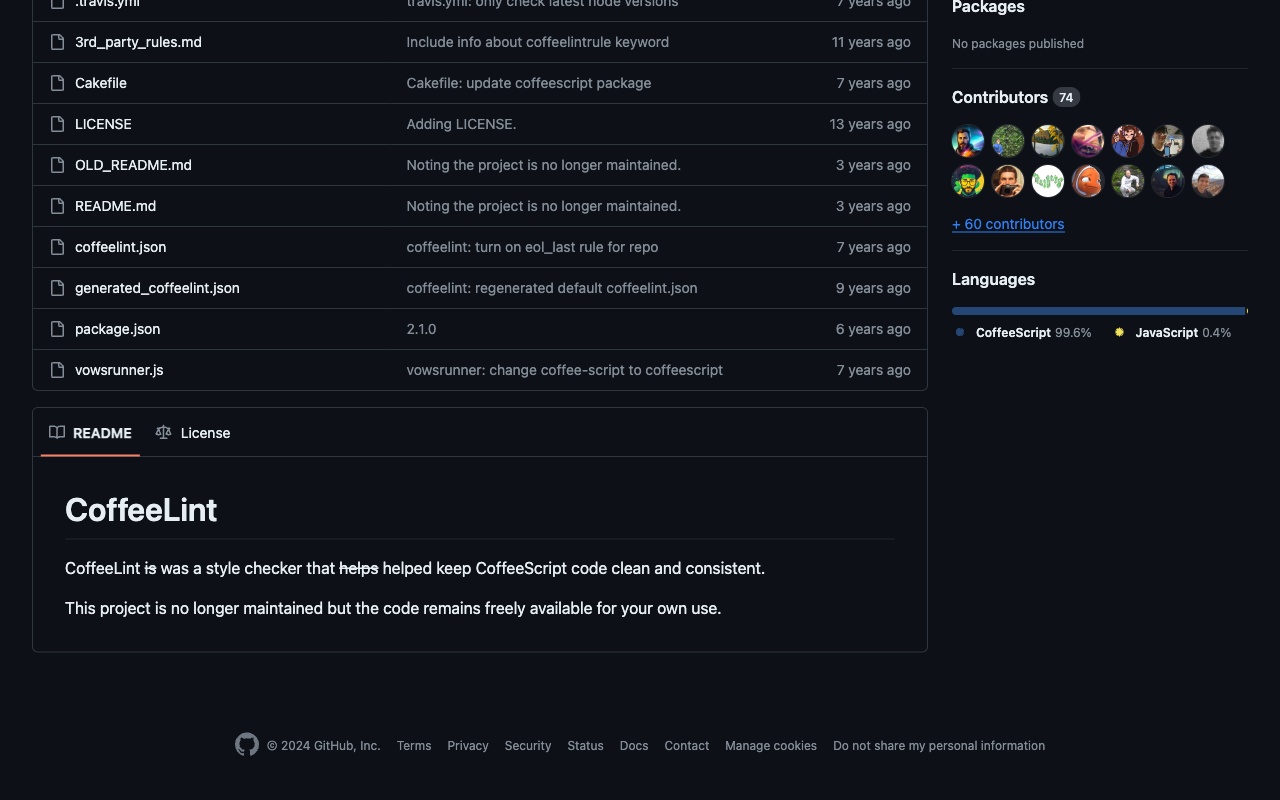 .travis.yml travis.yml: only check latest node versions 7 years ago
3rd_party_rules.md Include info about coffeelintrule keyword 11 years ago
Cakefile Cakefile: update coffeescript package 7 years ago
LICENSE Adding LICENSE. 13 years ago
OLD_README.md Noting the project is no longer maintained. 3 years ago
README.md Noting the project is no longer maintained. 3 years ago
coffeelint.json coffeelint: turn on eol_last rule for repo 7 years ago
generated_coffeelint.json coffeelint: regenerated default coffeelint.json 9 years ago
package.json 2.1.0 6 years ago
vowsrunner.js vowsrunner: change coffee-script to coffeescript 7 years ago
README License
CoffeeLint
CoffeeLint is was a style checker that helps helped keep CoffeeScript code clean and consistent.
This project is no longer maintained but the code remains freely available for your own use.
Packages
No packages published
Contributors 74
+ 60 contributors
Languages
CoffeeScript 99.6% JavaScript 0.4%
© 2024 GitHub, Inc. Terms Privacy Security Status Docs Contact Manage cookies Do not share my personal information